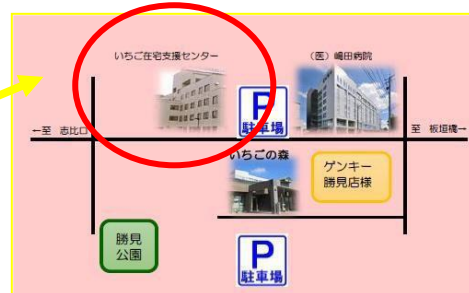 いちご在宅支援センター
(医)嶋田病院
P
駐車場
←至 志比口
至 板垣橋→
いちごの森
ゲンキー
勝見店様
勝見
公園
P
駐車場